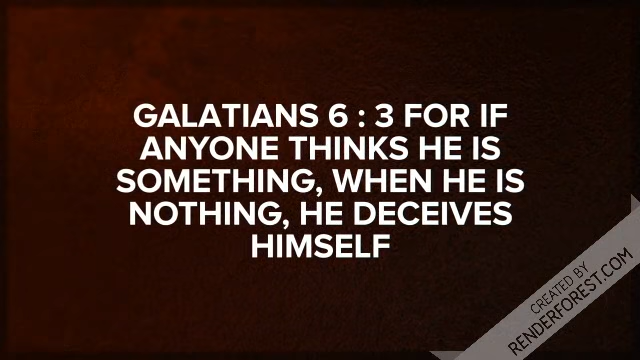 GALATIANS 6 : 3 FOR IF
ANYONE THINKS HE IS
SOMETHING, WHEN HE IS
NOTHING, HE DECEIVES
HIMSELF
CREATED BY
RENDERFOREST.COM